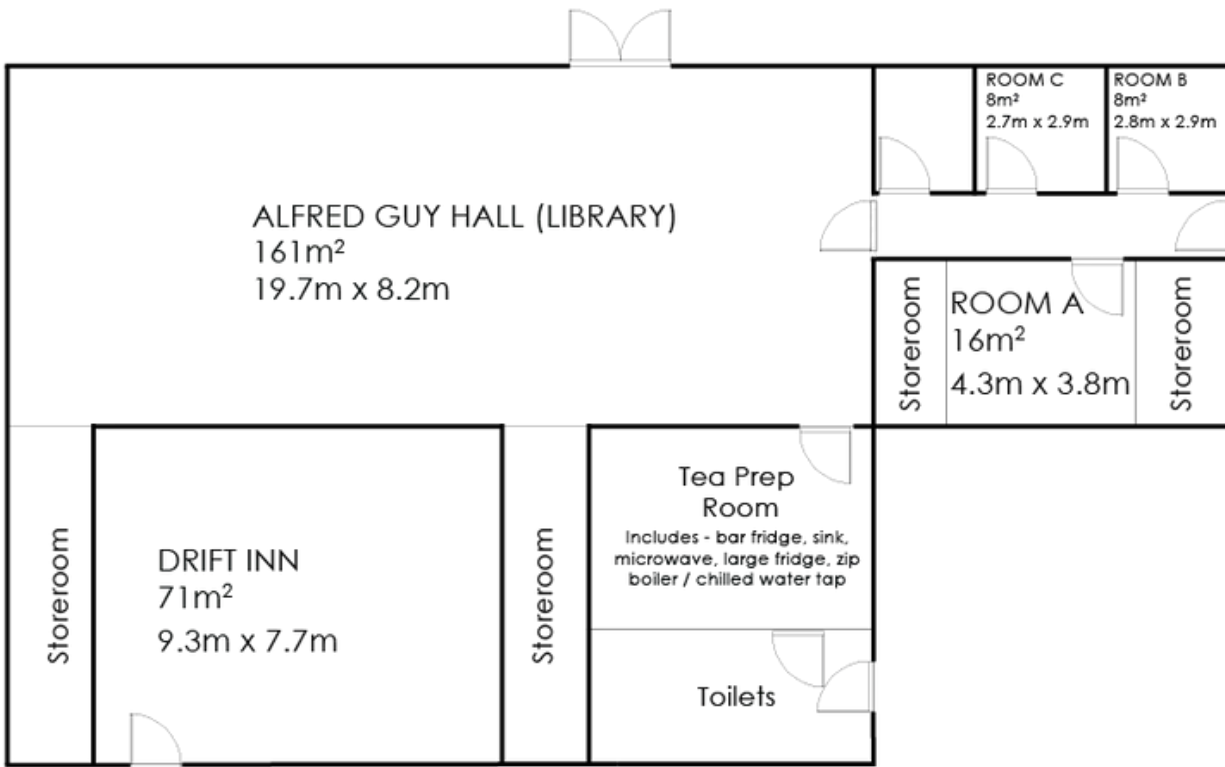 ROOM C
8m²
2.7m x 2.9m
ROOM B
8m²
2.8m x 2.9m
ALFRED GUY HALL (LIBRARY)
161m²
19.7m x 8.2m
Storeroom
ROOM A
16m²
4.3m x 3.8m
Storeroom
Storeroom
DRIFT INN
71m²
9.3m x 7.7m
Storeroom
Tea Prep
Room
Includes - bar fridge, sink,
microwave, large fridge, zip
boiler / chilled water tap
Toilets